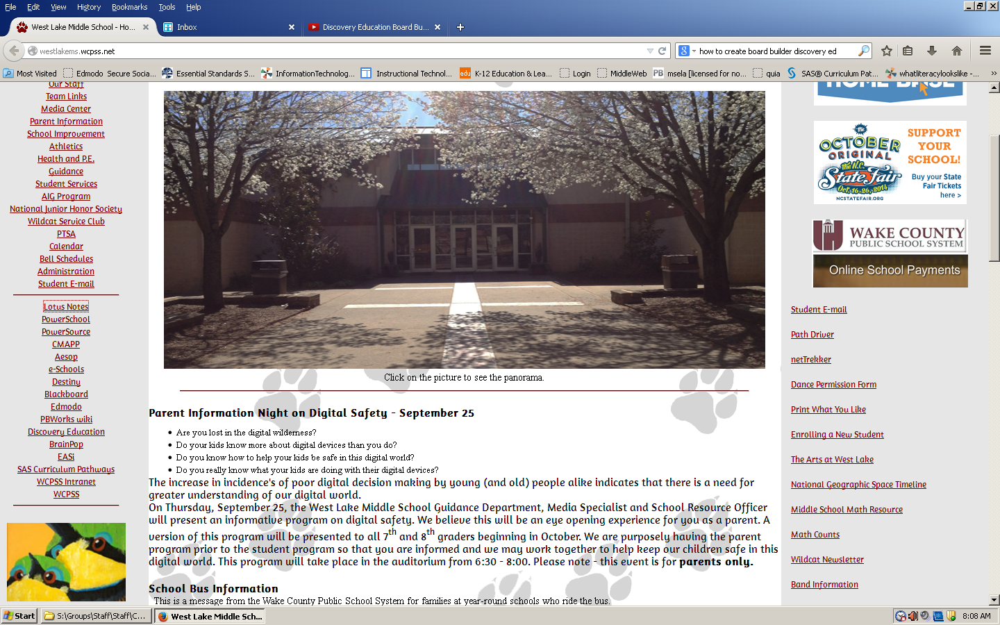 File Edit View History Bookmarks Tools Help
West Lake Middle School - Ho... Inbox Discovery Education Board Bu...
westlakems.wcpss.net how to create board builder discovery ed
Most Visited Edmodo Secure Socia... Essential Standards S... InformationTechnolog... Instructional Technol... edu K-12 Education & Lea... Login MiddleWeb PB msela [licensed for no... quia SAS® Curriculum Pat... whatliteracylookslike -... »
Our Staff
Team Links
Media Center
Parent Information
School Improvement
Athletics
Health and P.E.
Guidance
Student Services
AIG Program
National Junior Honor Society
Wildcat Service Club
PTSA
Calendar
Bell Schedules
Administration
Student E-mail
Lotus Notes
PowerSchool
PowerSource
CMAPP
Aesop
e-Schools
Destiny
Blackboard
Edmodo
PBWorks wiki
Discovery Education
BrainPop
EASi
SAS Curriculum Pathways
WCPSS Intranet
WCPSS
Click on the picture to see the panorama.
Parent Information Night on Digital Safety - September 25
• Are you lost in the digital wilderness?
• Do your kids know more about digital devices than you do?
• Do you know how to help your kids be safe in this digital world?
• Do you really know what your kids are doing with their digital devices?
The increase in incidence's of poor digital decision making by young (and old) people alike indicates that there is a need for
greater understanding of our digital world.
On Thursday, September 25, the West Lake Middle School Guidance Department, Media Specialist and School Resource Officer
will present an informative program on digital safety. We believe this will be an eye opening experience for you as a parent. A
version of this program will be presented to all 7th and 8th graders beginning in October. We are purposely having the parent
program prior to the student program so that you are informed and we may work together to help keep our children safe in this
digital world. This program will take place in the auditorium from 6:30 - 8:00. Please note - this event is for parents only.
School Bus Information
This is a message from the Wake County Public School System for families at year-round schools who ride the bus.
HOME BASE
the
OCTOBER
ORIGINAL
the N.C.
State Fair
Oct. 16-26, 2014
NCSTATEFAIR.ORG
SUPPORT
YOUR
SCHOOL!
Buy your State
Fair Tickets
here >
WAKE COUNTY
PUBLIC SCHOOL SYSTEM
Online School Payments
Student E-mail
Path Driver
netTrekker
Dance Permission Form
Print What You Like
Enrolling a New Student
The Arts at West Lake
National Geographic Space Timeline
Middle School Math Resource
Math Counts
Wildcat Newsletter
Band Information
Start S:\Groups\Staff\Staff\C... West Lake Middle Sch... 8:08 AM